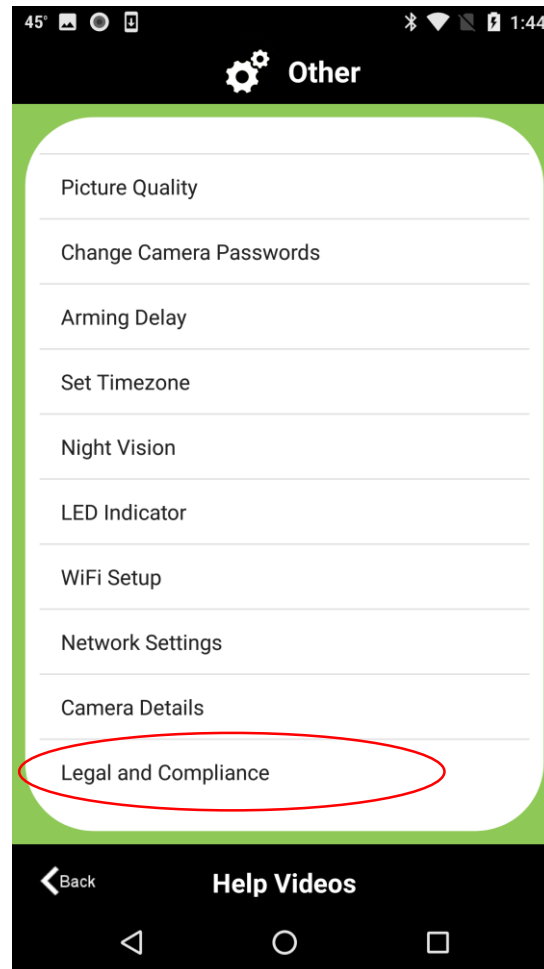 45° 1:44
Other
Picture Quality
Change Camera Passwords
Arming Delay
Set Timezone
Night Vision
LED Indicator
WiFi Setup
Network Settings
Camera Details
Legal and Compliance
Back Help Videos